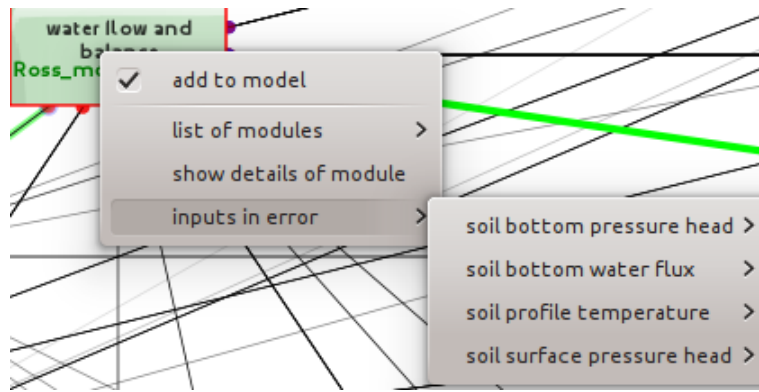 water flow and
balance
Ross_mo
add to model
list of modules
show details of module
inputs in error
soil bottom pressure head
soil bottom water flux
soil profile temperature
soil surface pressure head